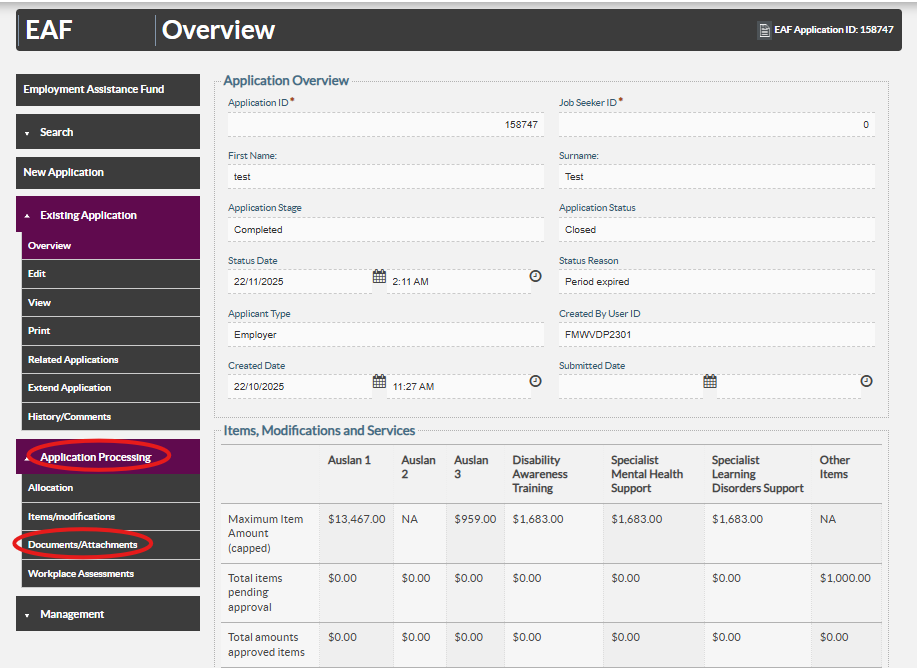 EAF
Overview
EAF Application ID: 158747
Employment Assistance Fund
Search
New Application
Existing Application
Overview
Edit
View
Print
Related Applications
Extend Application
History/Comments
Application Processing
Allocation
Items/modifications
Documents/Attachments
Workplace Assessments
Management
Application Overview
Application ID*
Job Seeker ID*
158747
0
First Name:
Surname:
test
Test
Application Stage
Application Status
Completed
Closed
Status Date
Status Reason
22/11/2025
2:11 AM
Period expired
Applicant Type
Created By User ID
Employer
FMWVDP2301
Created Date
Submitted Date
22/10/2025
11:27 AM
Items, Modifications and Services
Auslan 1
Auslan
2
Auslan
3
Disability
Awareness
Training
Specialist
Mental Health
Support
Specialist
Learning
Disorders Support
Other
Items
Maximum Item
Amount
(capped)
$13,467.00
NA
$959.00
$1,683.00
$1,683.00
$1,683.00
NA
Total items
pending
approval
$0.00
$0.00
$0.00
$0.00
$0.00
$0.00
$1,000.00
Total amounts
approved items
$0.00
$0.00
$0.00
$0.00
$0.00
$0.00
$0.00